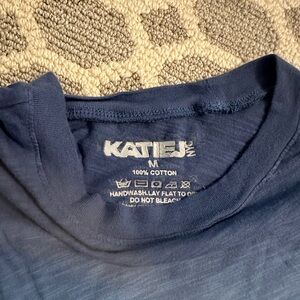 KATIEJ NYC
M
100% COTTON
HANDWASH.LAY FLAT TO
DO NOT BLEACH